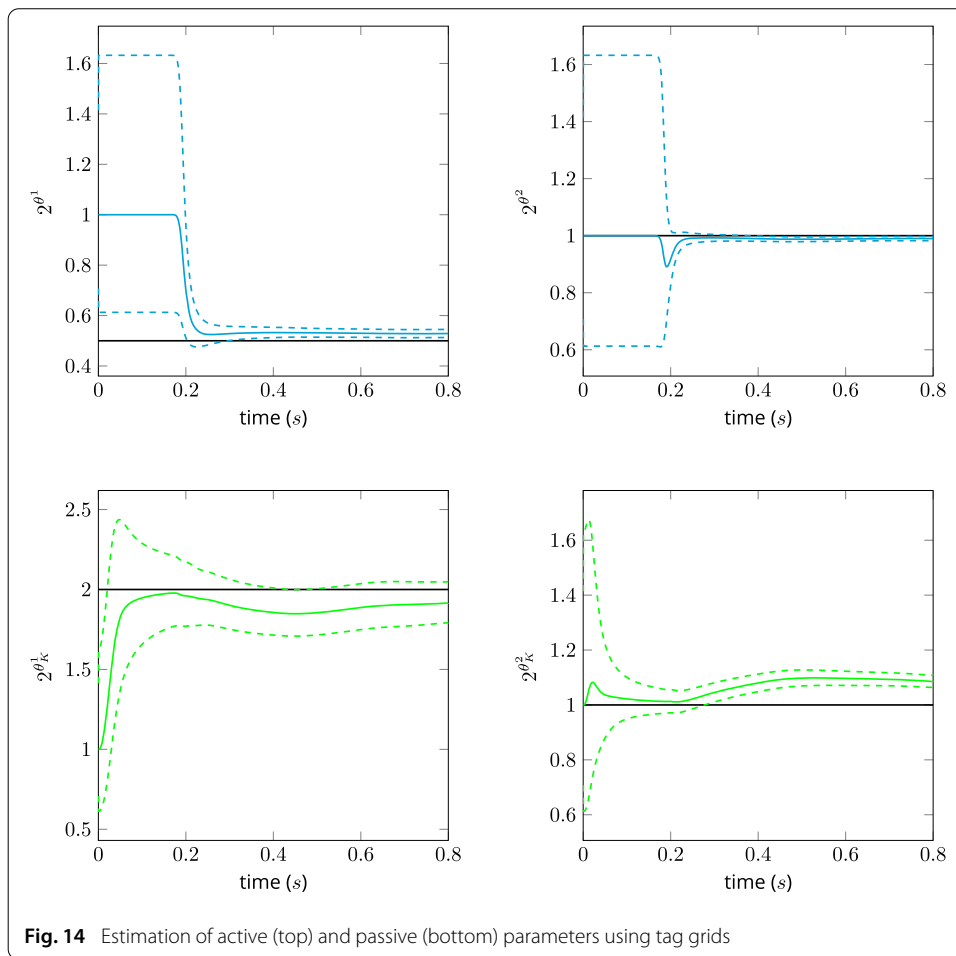 1.6
1.4
1.2
1
0.8
0.6
0.4
2^{θ^1}
0 0.2 0.4 0.6 0.8
time (s)
1.6
1.4
1.2
1
0.8
0.6
2^{θ^2}
0 0.2 0.4 0.6 0.8
time (s)
2.5
2
1.5
1
0.5
2^{θ_K^1}
0 0.2 0.4 0.6 0.8
time (s)
1.6
1.4
1.2
1
0.8
0.6
2^{θ_K^2}
0 0.2 0.4 0.6 0.8
time (s)
Fig. 14 Estimation of active (top) and passive (bottom) parameters using tag grids